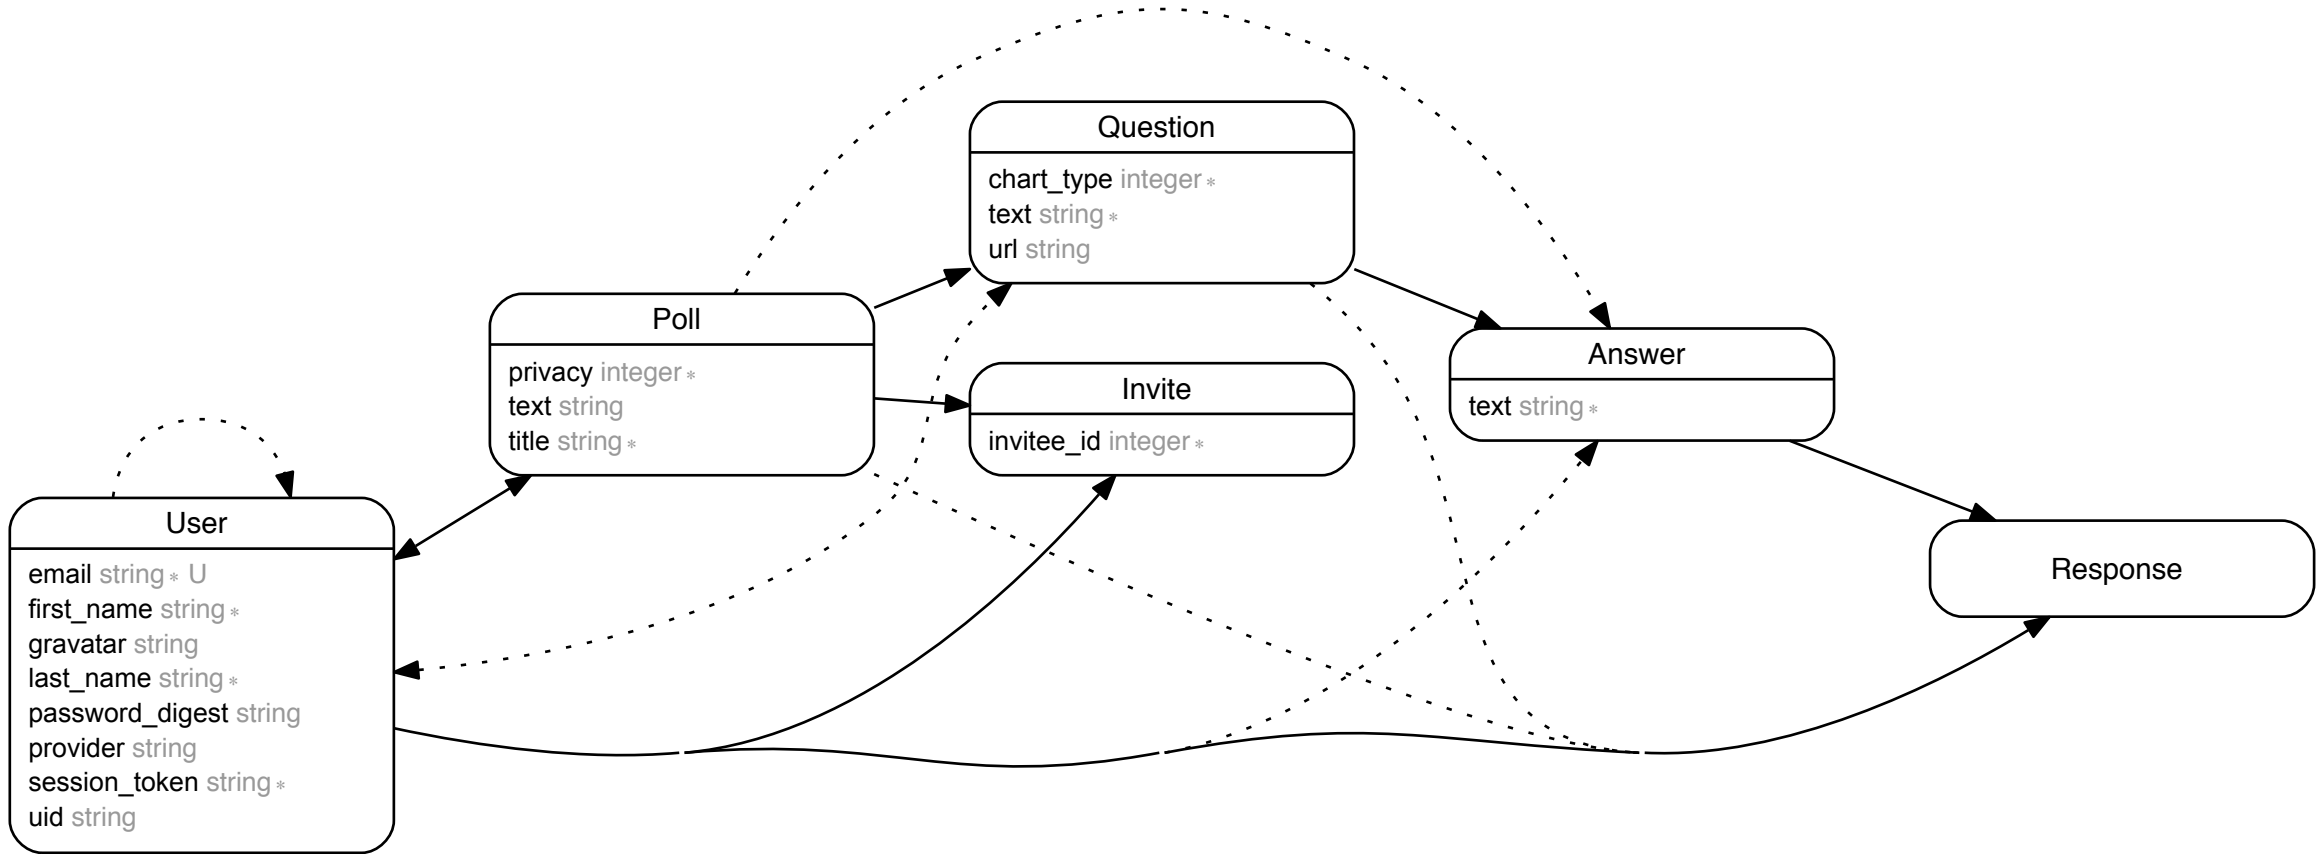 Question
chart_type integer ∗
text string ∗
url string
Poll
privacy integer ∗
text string
title string ∗
Invite
invitee_id integer ∗
Answer
text string ∗
User
email string ∗ U
first_name string ∗
gravatar string
last_name string ∗
password_digest string
provider string
session_token string ∗
uid string
Response